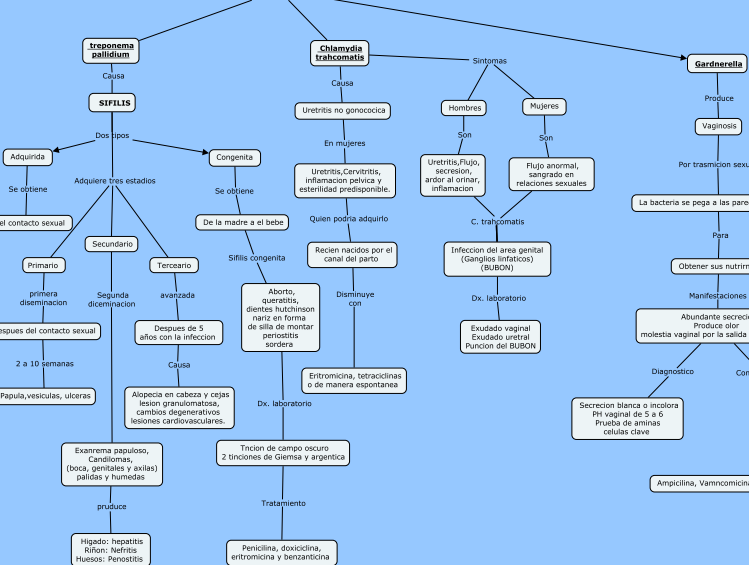 treponema
pallidium
Causa
SIFILIS
Dos tipos
Adquirida
Se obtiene
el contacto sexual
Congenita
Se obtiene
De la madre a el bebe
Sifilis congenita
Aborto,
queratitis,
dientes hutchinson
nariz en forma
de silla de montar
periostitis
sordera
Dx. laboratorio
Tncion de campo oscuro
2 tinciones de Giemsa y argentica
Tratamiento
Penicilina, doxiciclina,
eritromicina y benzanticina
Adquiere tres estadios
Primario
primera
diseminacion
espues del contacto sexual
2 a 10 semanas
Papula,vesiculas, ulceras
Secundario
Segunda
diceminacion
Exanrema papuloso,
Candilomas,
(boca, genitales y axilas)
palidas y humedas
pruduce
Higado: hepatitis
Riñon: Nefritis
Huesos: Penostitis
Terceario
avanzada
Despues de 5
años con la infeccion
Causa
Alopecia en cabeza y cejas
lesion granulomatosa,
cambios degenerativos
lesiones cardiovasculares.
Chlamydia
trahcomatis
Causa
Uretritis no gonococica
En mujeres
Uretritis,Cervitritis,
inflamacion pelvica y
esterilidad predisponible.
Quien podria adquirlo
Recien nacidos por el
canal del parto
Disminuye
con
Eritromicina, tetraciclinas
o de manera espontanea
Sintomas
Hombres
Son
Uretritis,Flujo,
secresion,
ardor al orinar,
inflamacion
Mujeres
Son
Flujo anormal,
sangrado en
relaciones sexuales
C. trahcomatis
Infeccion del area genital
(Ganglios linfaticos)
(BUBON)
Dx. laboratorio
Exudado vaginal
Exudado uretral
Puncion del BUBON
Gardnerella
Produce
Vaginosis
Por trasmicion sexu
La bacteria se pega a las pare
Para
Obtener sus nutrirn
Manifestaciones
Abundante secreci
Produce olor
molestia vaginal por la salida
Diagnostico
Secrecion blanca o incolora
PH vaginal de 5 a 6
Prueba de aminas
celulas clave
Con
Ampicilina, Vamncomicina